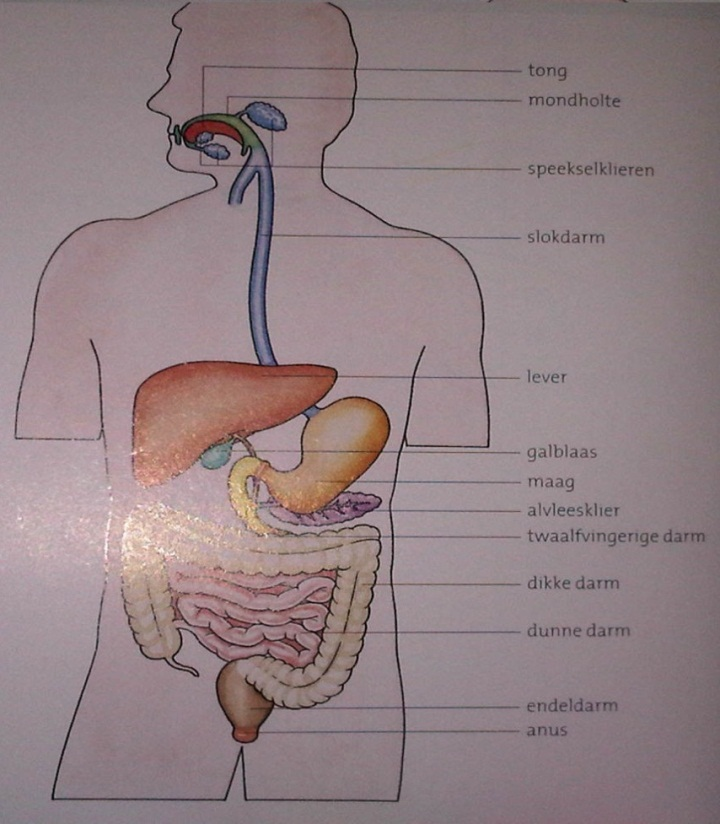 tong
mondholte
speekselklieren
slokdarm
lever
galblaas
maag
alvleesklier
twaalfvingerige darm
dikke darm
dunne darm
endeldarm
anus